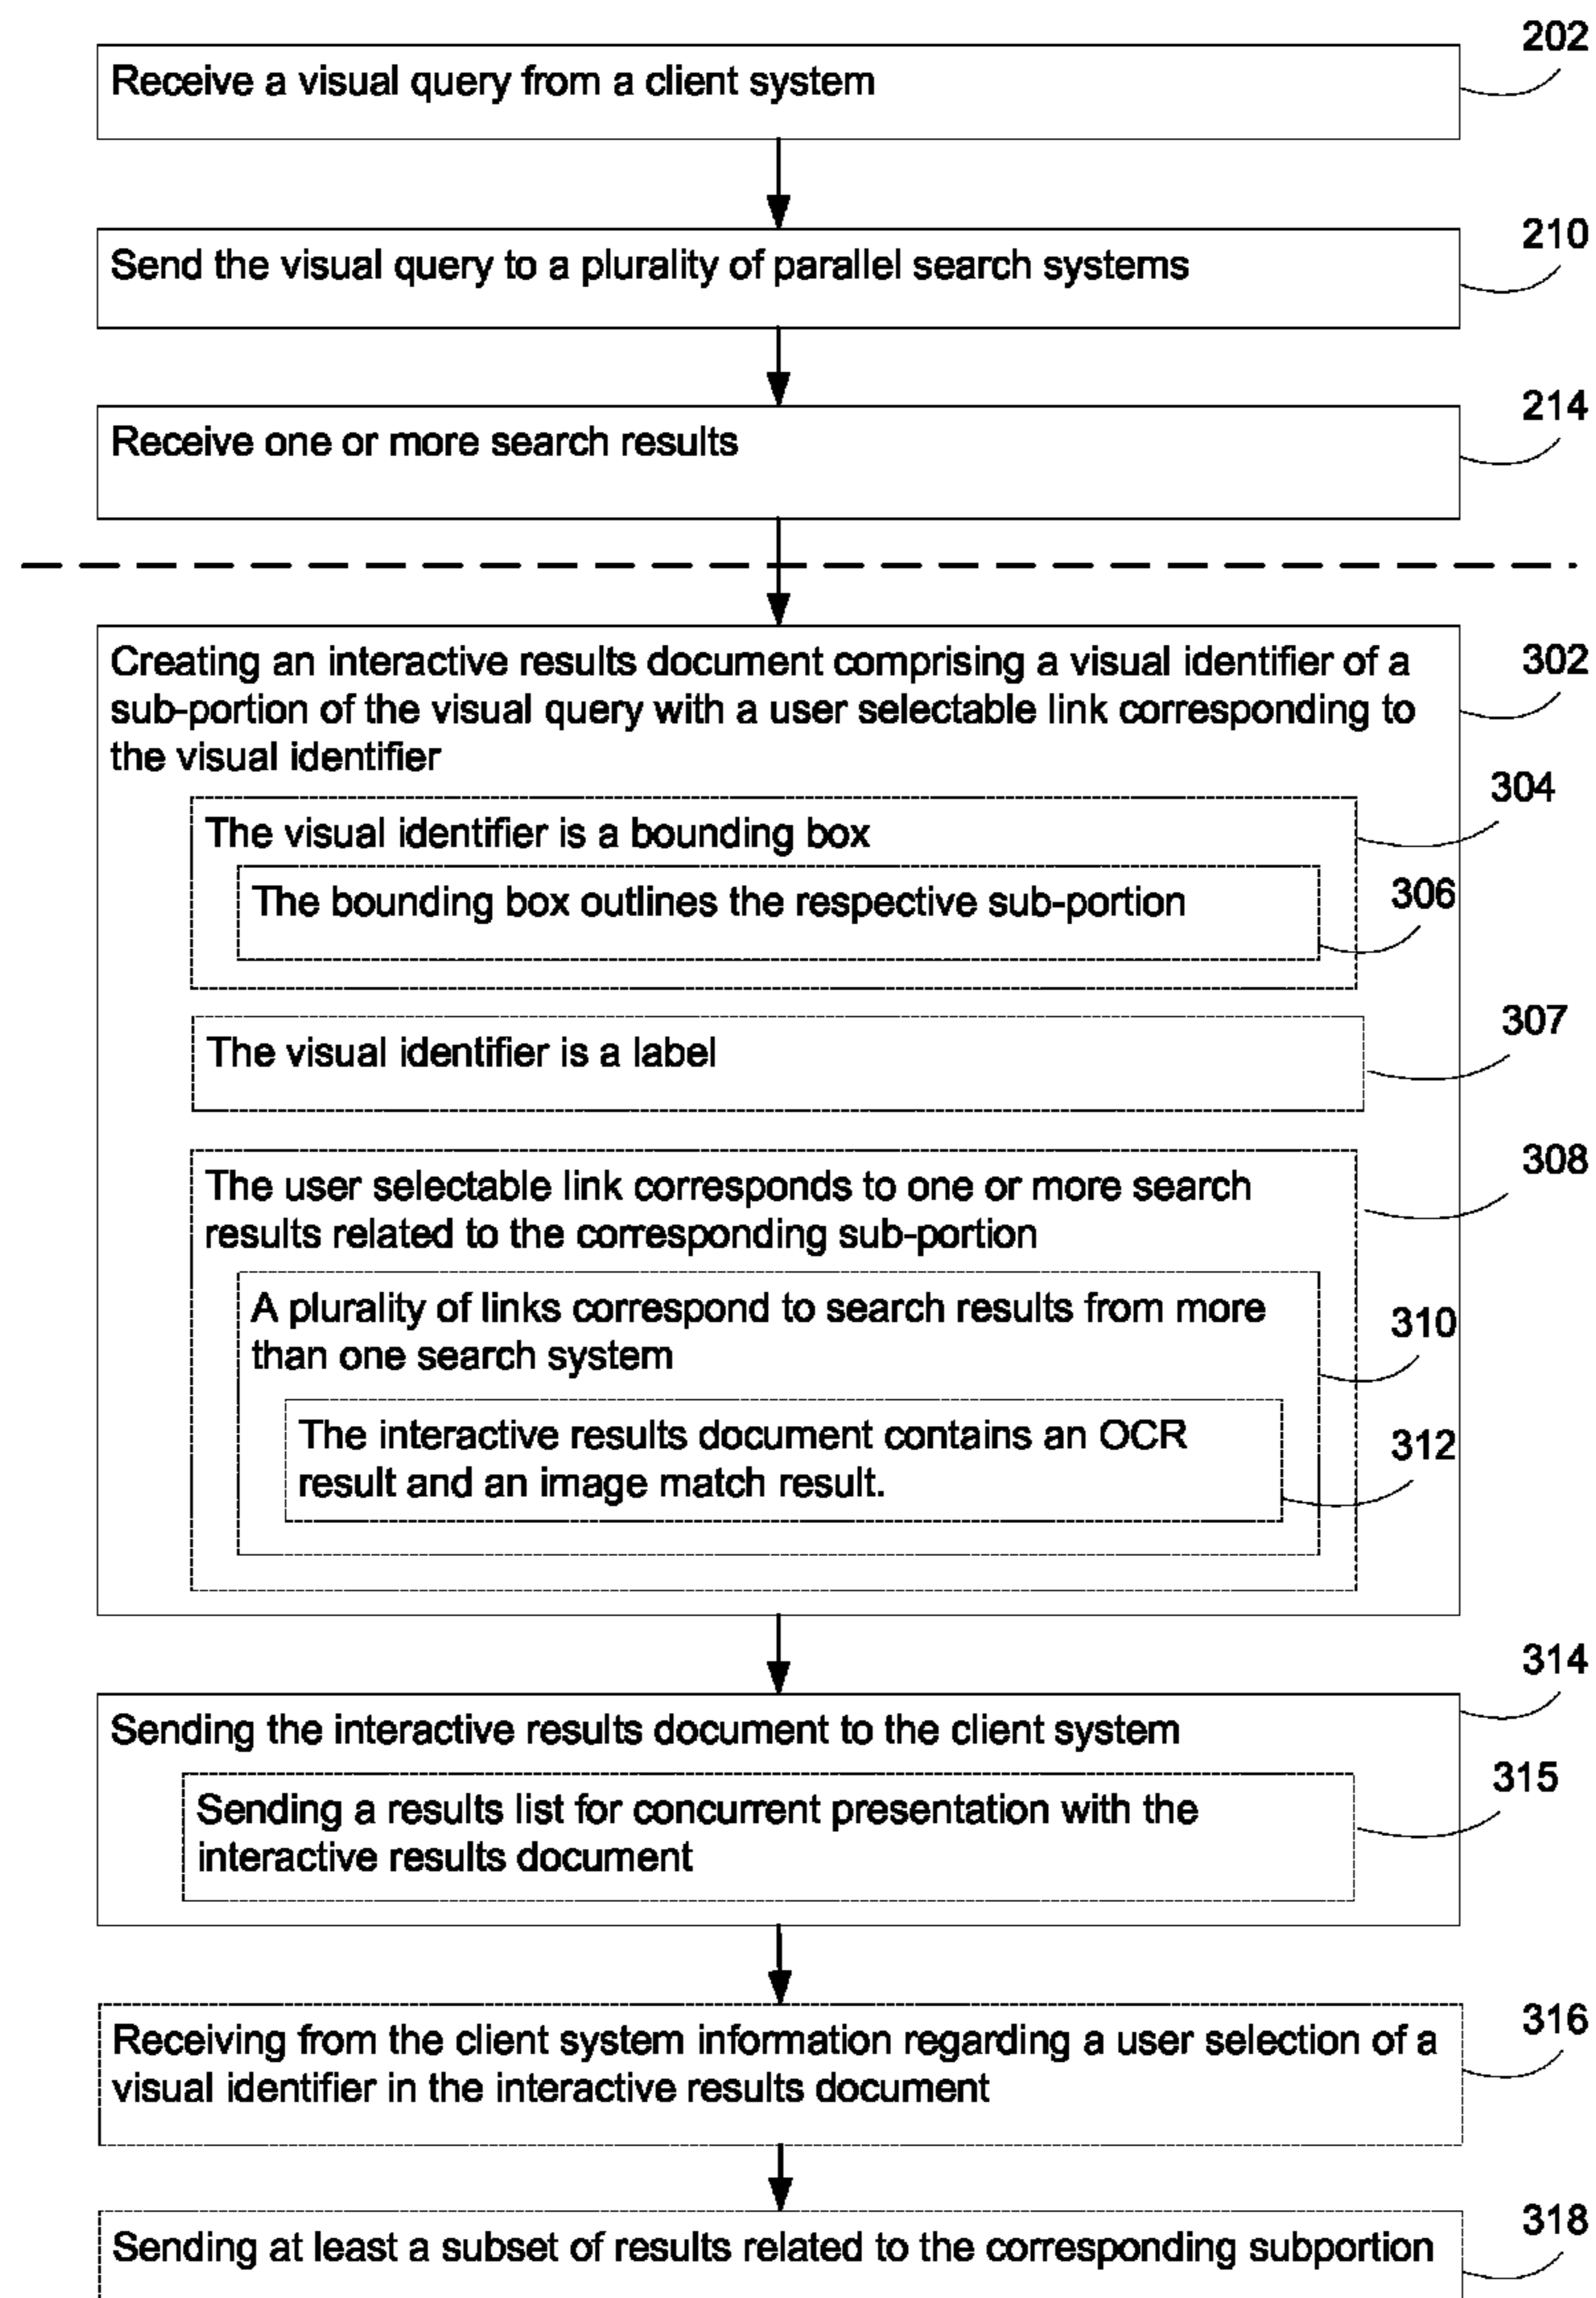 202
Receive a visual query from a client system
210
Send the visual query to a plurality of parallel search systems
214
Receive one or more search results
302
Creating an interactive results document comprising a visual identifier of a
sub-portion of the visual query with a user selectable link corresponding to
the visual identifier
304
The visual identifier is a bounding box
306
The bounding box outlines the respective sub-portion
307
The visual identifier is a label
308
The user selectable link corresponds to one or more search
results related to the corresponding sub-portion
310
A plurality of links correspond to search results from more
than one search system
312
The interactive results document contains an OCR
result and an image match result.
314
Sending the interactive results document to the client system
315
Sending a results list for concurrent presentation with the
interactive results document
316
Receiving from the client system information regarding a user selection of a
visual identifier in the interactive results document
318
Sending at least a subset of results related to the corresponding subportion